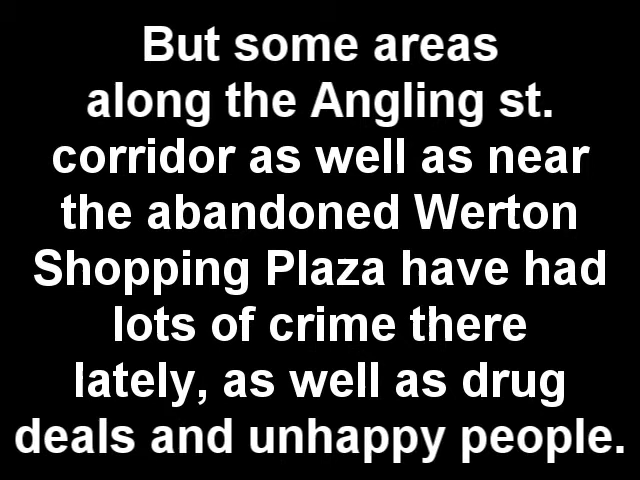 But some areas
along the Angling st.
corridor as well as near
the abandoned Werton
Shopping Plaza have had
lots of crime there
lately, as well as drug
deals and unhappy people.